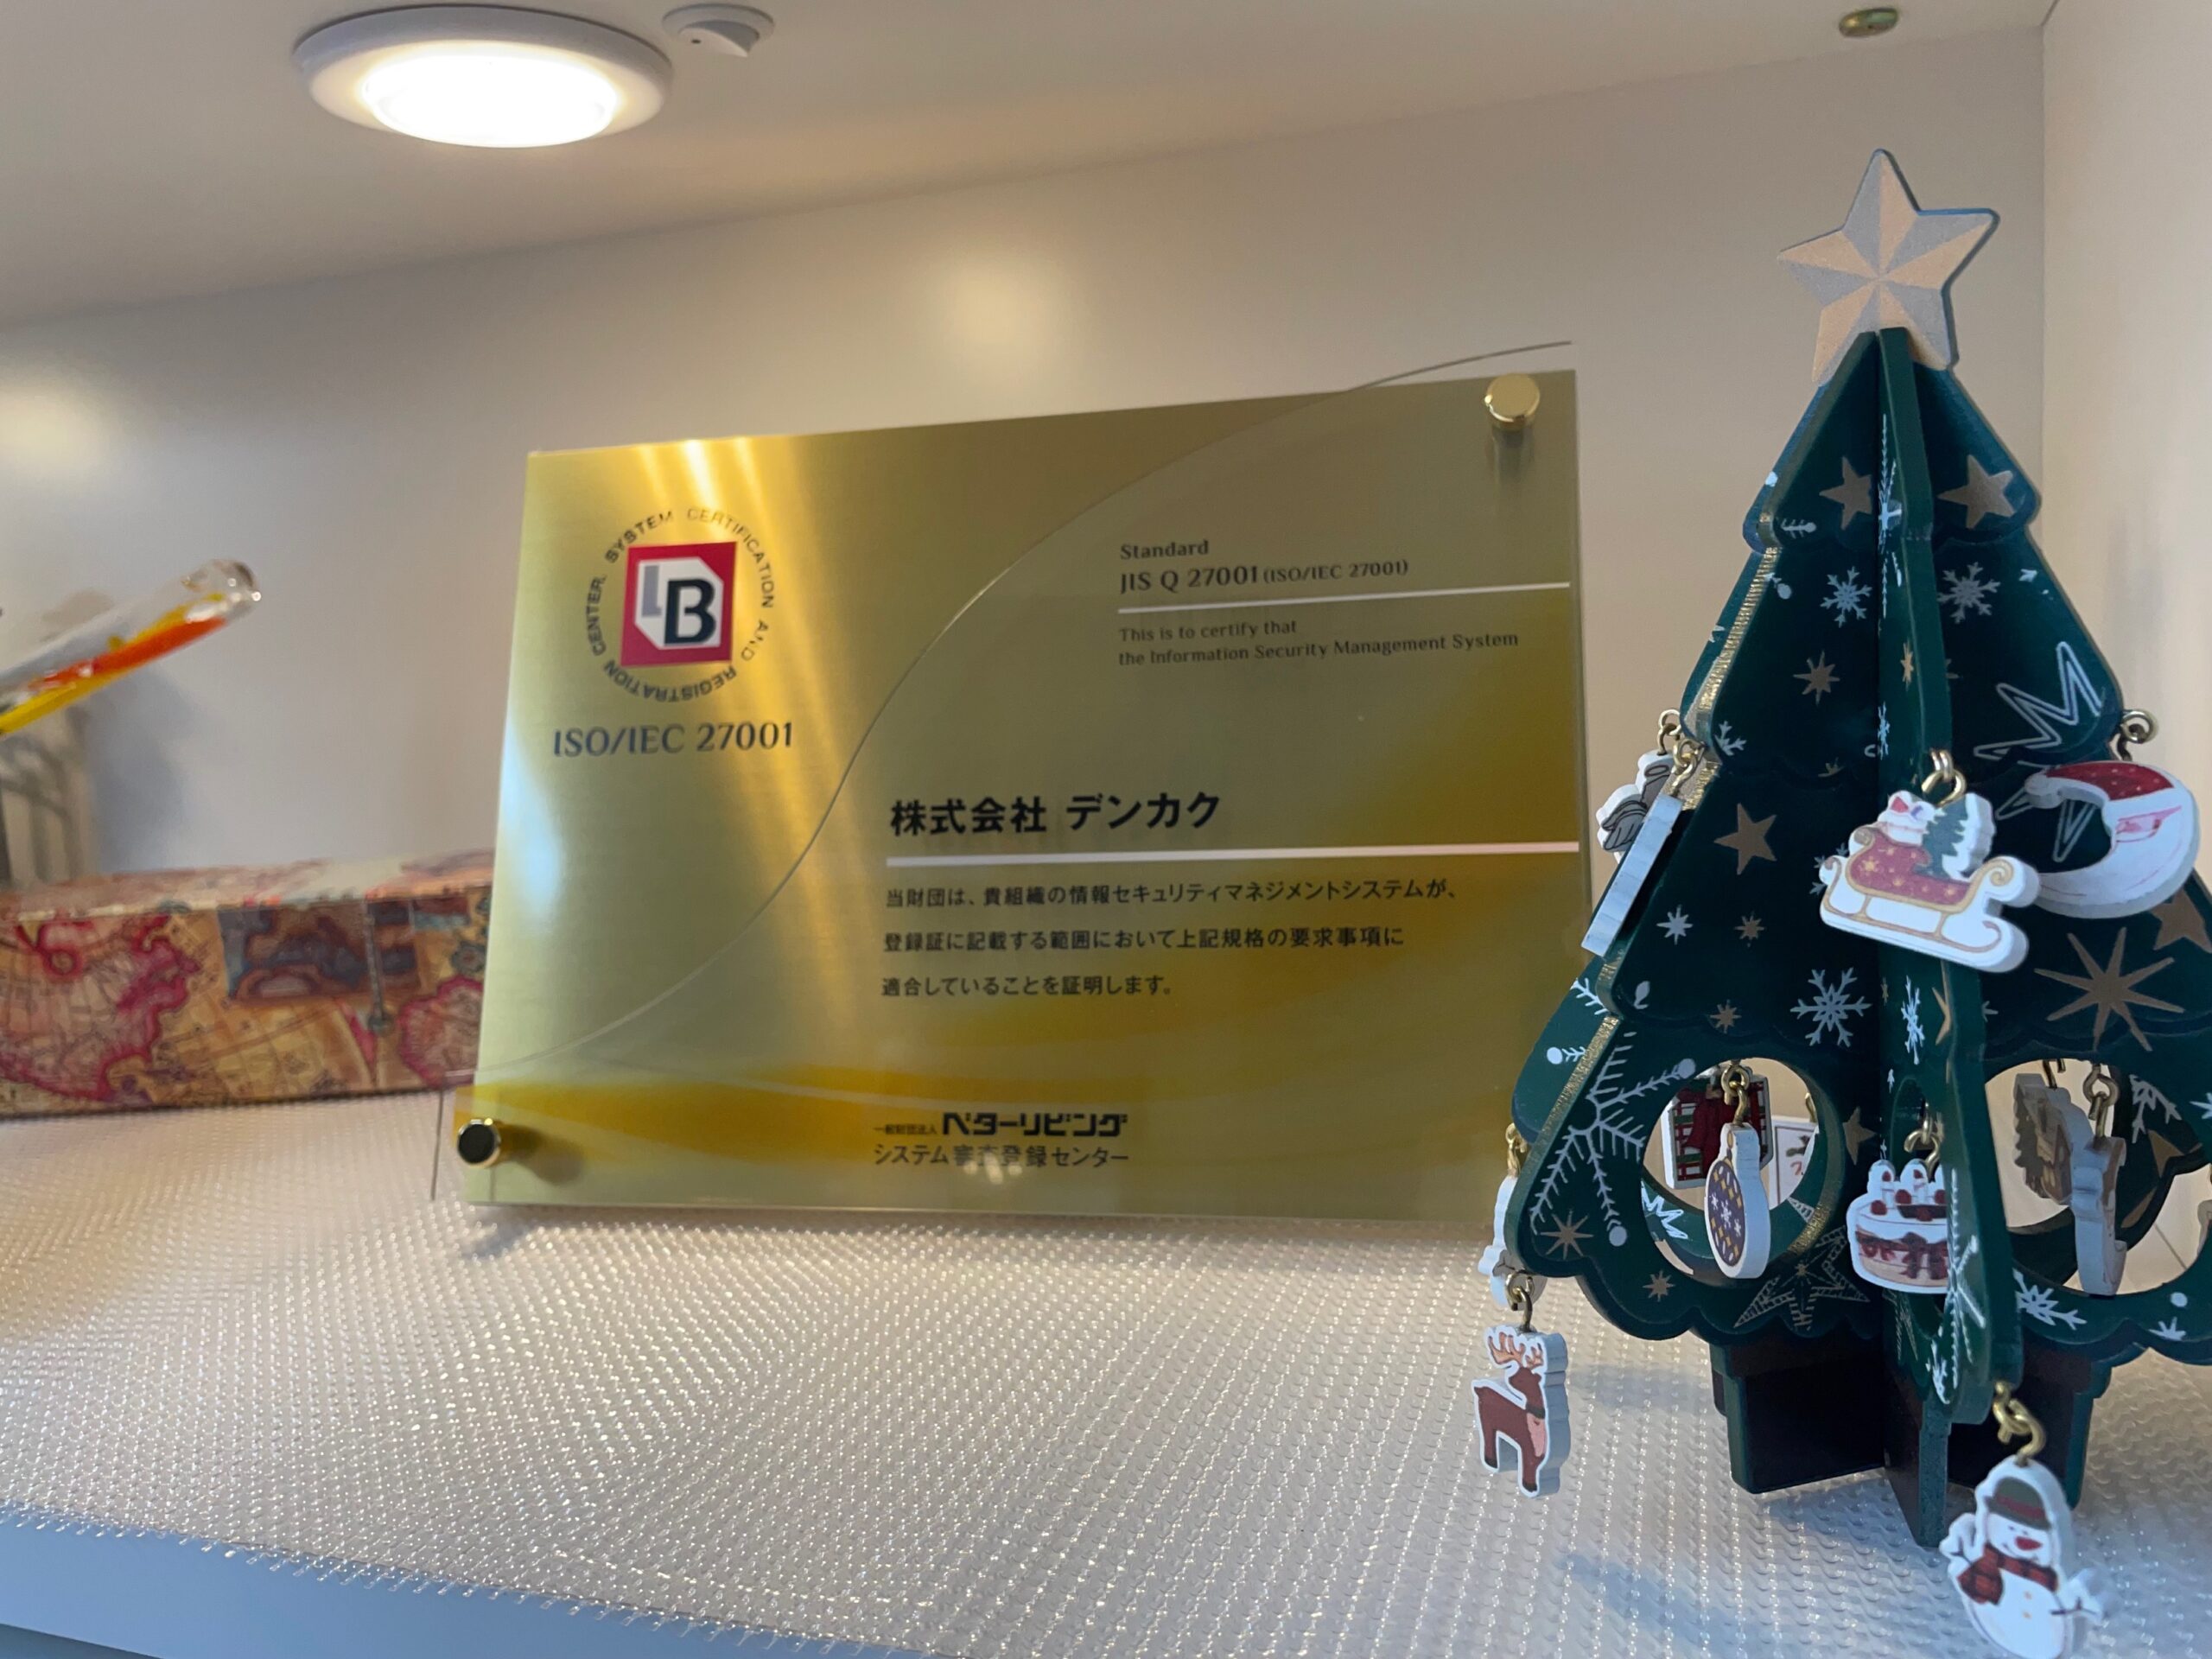 SYSTEM CERTIFICATION AND REGISTRATION CENTER
LB
ISO/IEC 27001
Standard
JIS Q 27001 (ISO/IEC 27001)
This is to certify that
the Information Security Management System
株式会社 デンカク
当財団は、貴組織の情報セキュリティマネジメントシステムが、
登録証に記載する範囲において上記規格の要求事項に
適合していることを証明します。
一般財団法人 ベターリビング
システム審査登録センター